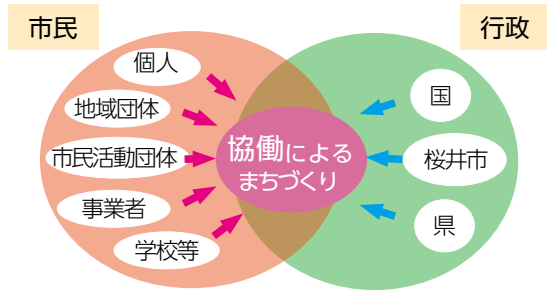 市民
行政
個人
地域団体
市民活動団体
事業者
学校等
協働による
まちづくり
国
桜井市
県